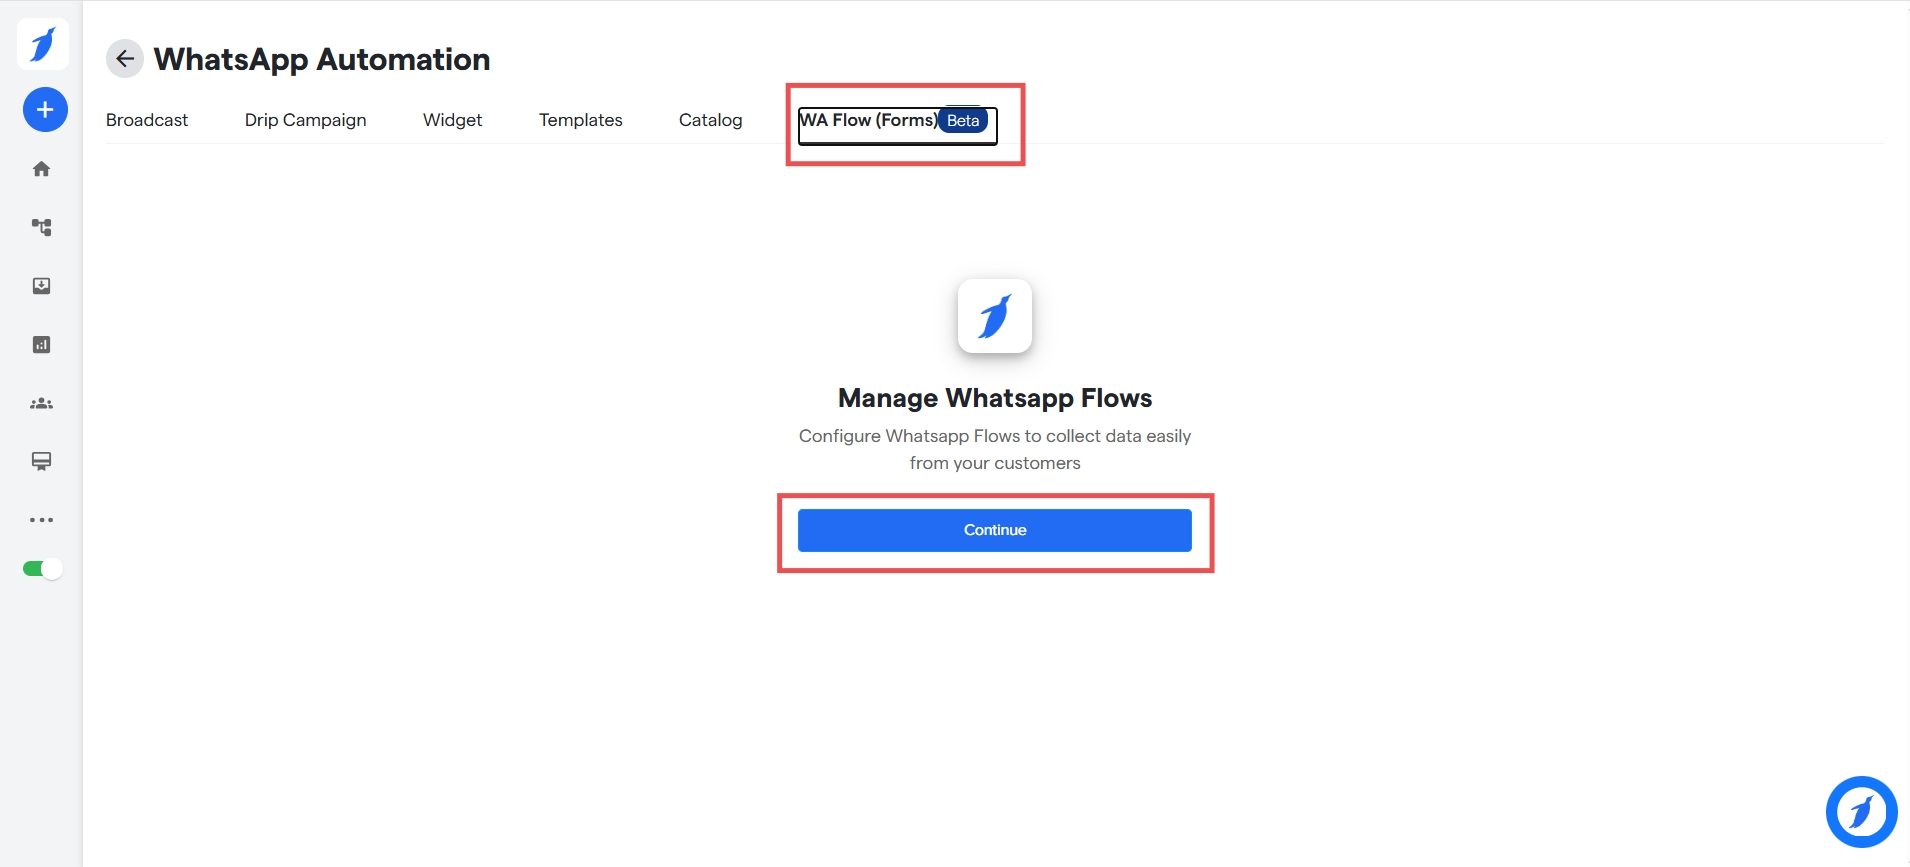 WhatsApp Automation
Broadcast Drip Campaign Widget Templates Catalog WA Flow (Forms) Beta
Manage Whatsapp Flows
Configure Whatsapp Flows to collect data easily
from your customers
Continue